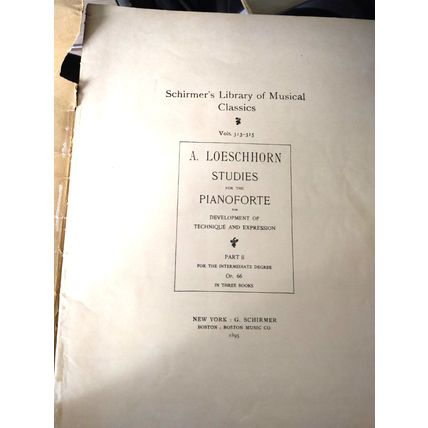 Schirmer's Library of Musical
Classics
Vols. 313-315
A. LOESCHHORN
STUDIES
FOR THE
PIANOFORTE
FOR
DEVELOPMENT OF
TECHNIQUE AND EXPRESSION
PART II
FOR THE INTERMEDIATE DEGREE
Op. 66
IN THREE BOOKS
NEW YORK : G. SCHIRMER
BOSTON : BOSTON MUSIC CO.
1895